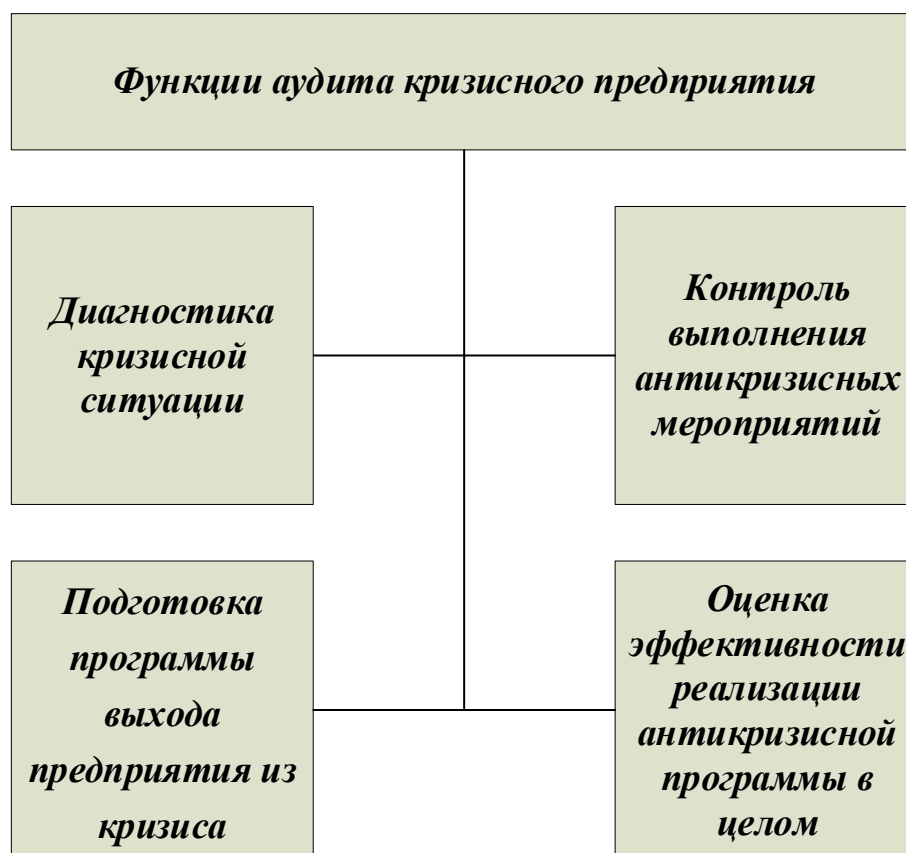 Функции аудита кризисного предприятия
Диагностика
кризисной
ситуации
Контроль
выполнения
антикризисных
мероприятий
Подготовка
программы
выхода
предприятия из
кризиса
Оценка
эффективности
реализации
антикризисной
программы в
целом